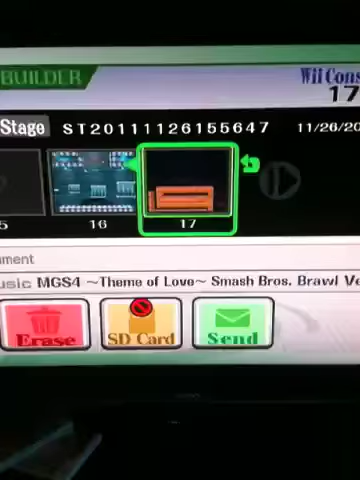 BUILDER
Wii Cons
17
Stage ST20111126155647 11/26/20
5 16 17
ment
usic MGS4 ~Theme of Love~ Smash Bros. Brawl Ve
Erase SD Card Send